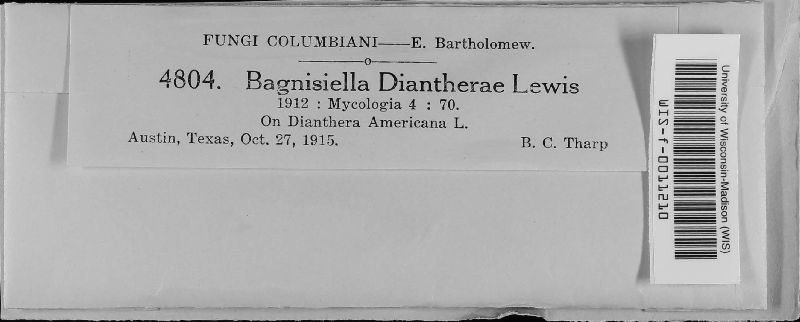 FUNGI COLUMBIANI——E. Bartholomew.
4804. Bagnisiella Diantherae Lewis
1912 : Mycologia 4 : 70.
On Dianthera Americana L.
Austin, Texas, Oct. 27, 1915. B. C. Tharp
University of Wisconsin-Madison (WIS)
WIS-f-0011210